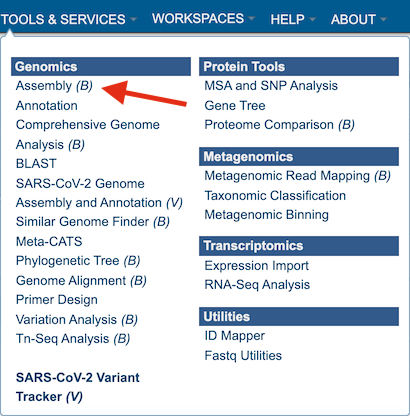 TOOLS & SERVICES WORKSPACES HELP ABOUT
Genomics
Assembly (B)
Annotation
Comprehensive Genome
Analysis (B)
BLAST
SARS-CoV-2 Genome
Assembly and Annotation (V)
Similar Genome Finder (B)
Meta-CATS
Phylogenetic Tree (B)
Genome Alignment (B)
Primer Design
Variation Analysis (B)
Tn-Seq Analysis (B)
SARS-CoV-2 Variant
Tracker (V)
Protein Tools
MSA and SNP Analysis
Gene Tree
Proteome Comparison (B)
Metagenomics
Metagenomic Read Mapping (B)
Taxonomic Classification
Metagenomic Binning
Transcriptomics
Expression Import
RNA-Seq Analysis
Utilities
ID Mapper
Fastq Utilities